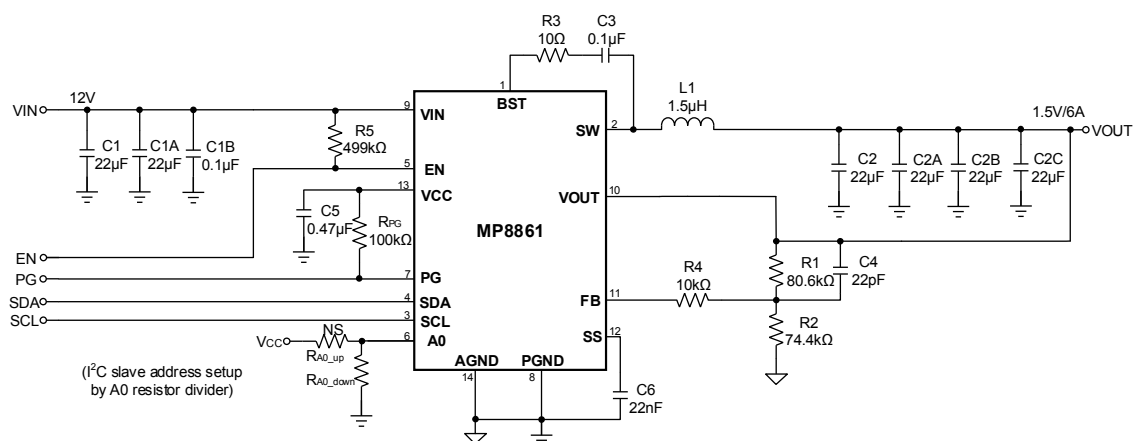 R3
10Ω
C3
0.1µF
1
BST
L1
1.5µH
VIN
12V
9
VIN
SW
2
1.5V/6A
VOUT
C1
22µF
C1A
22µF
C1B
0.1µF
R5
499kΩ
5
EN
C2
22µF
C2A
22µF
C2B
22µF
C2C
22µF
13
VCC
VOUT
10
C5
0.47µF
RPG
100kΩ
MP8861
EN
PG
7
PG
R4
10kΩ
R1
80.6kΩ
C4
22pF
SDA
4
SDA
FB
11
SCL
3
SCL
NS
VCC
6
A0
SS
12
R2
74.4kΩ
RA0_up
RA0_down
AGND
PGND
14
8
C6
22nF
(I²C slave address setup
by A0 resistor divider)